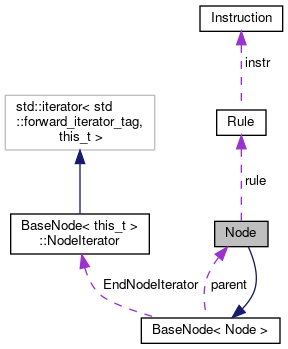 Instruction
instr
std::iterator< std
::forward_iterator_tag,
this_t >
Rule
rule
BaseNode< this_t >
::NodeIterator
Node
EndNodeIterator
parent
BaseNode< Node >